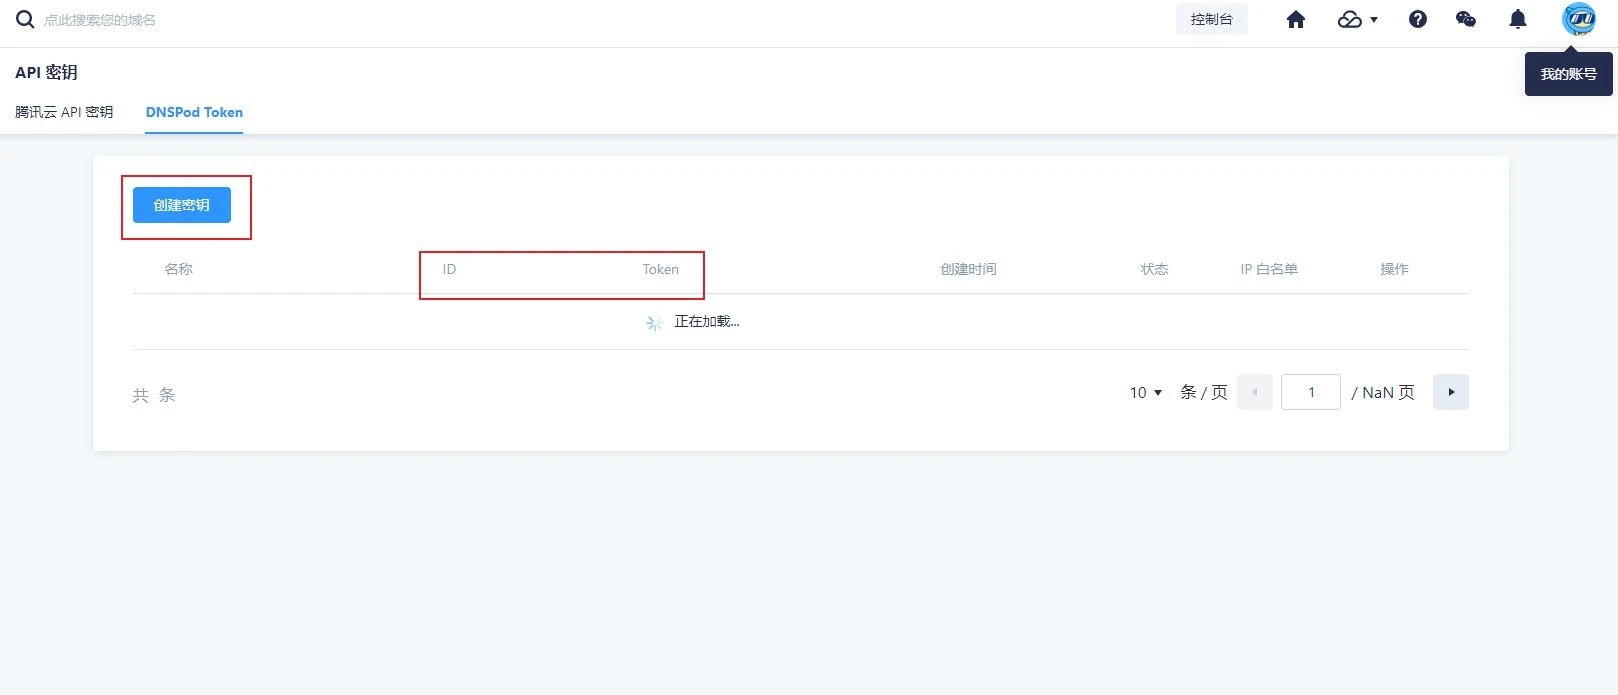 点此搜索您的域名
控制台
我的账号
API 密钥
腾讯云 API 密钥 DNSPod Token
创建密钥
名称 ID Token 创建时间 状态 IP 白名单 操作
正在加载...
共 条
10 条 / 页 1 / NaN 页